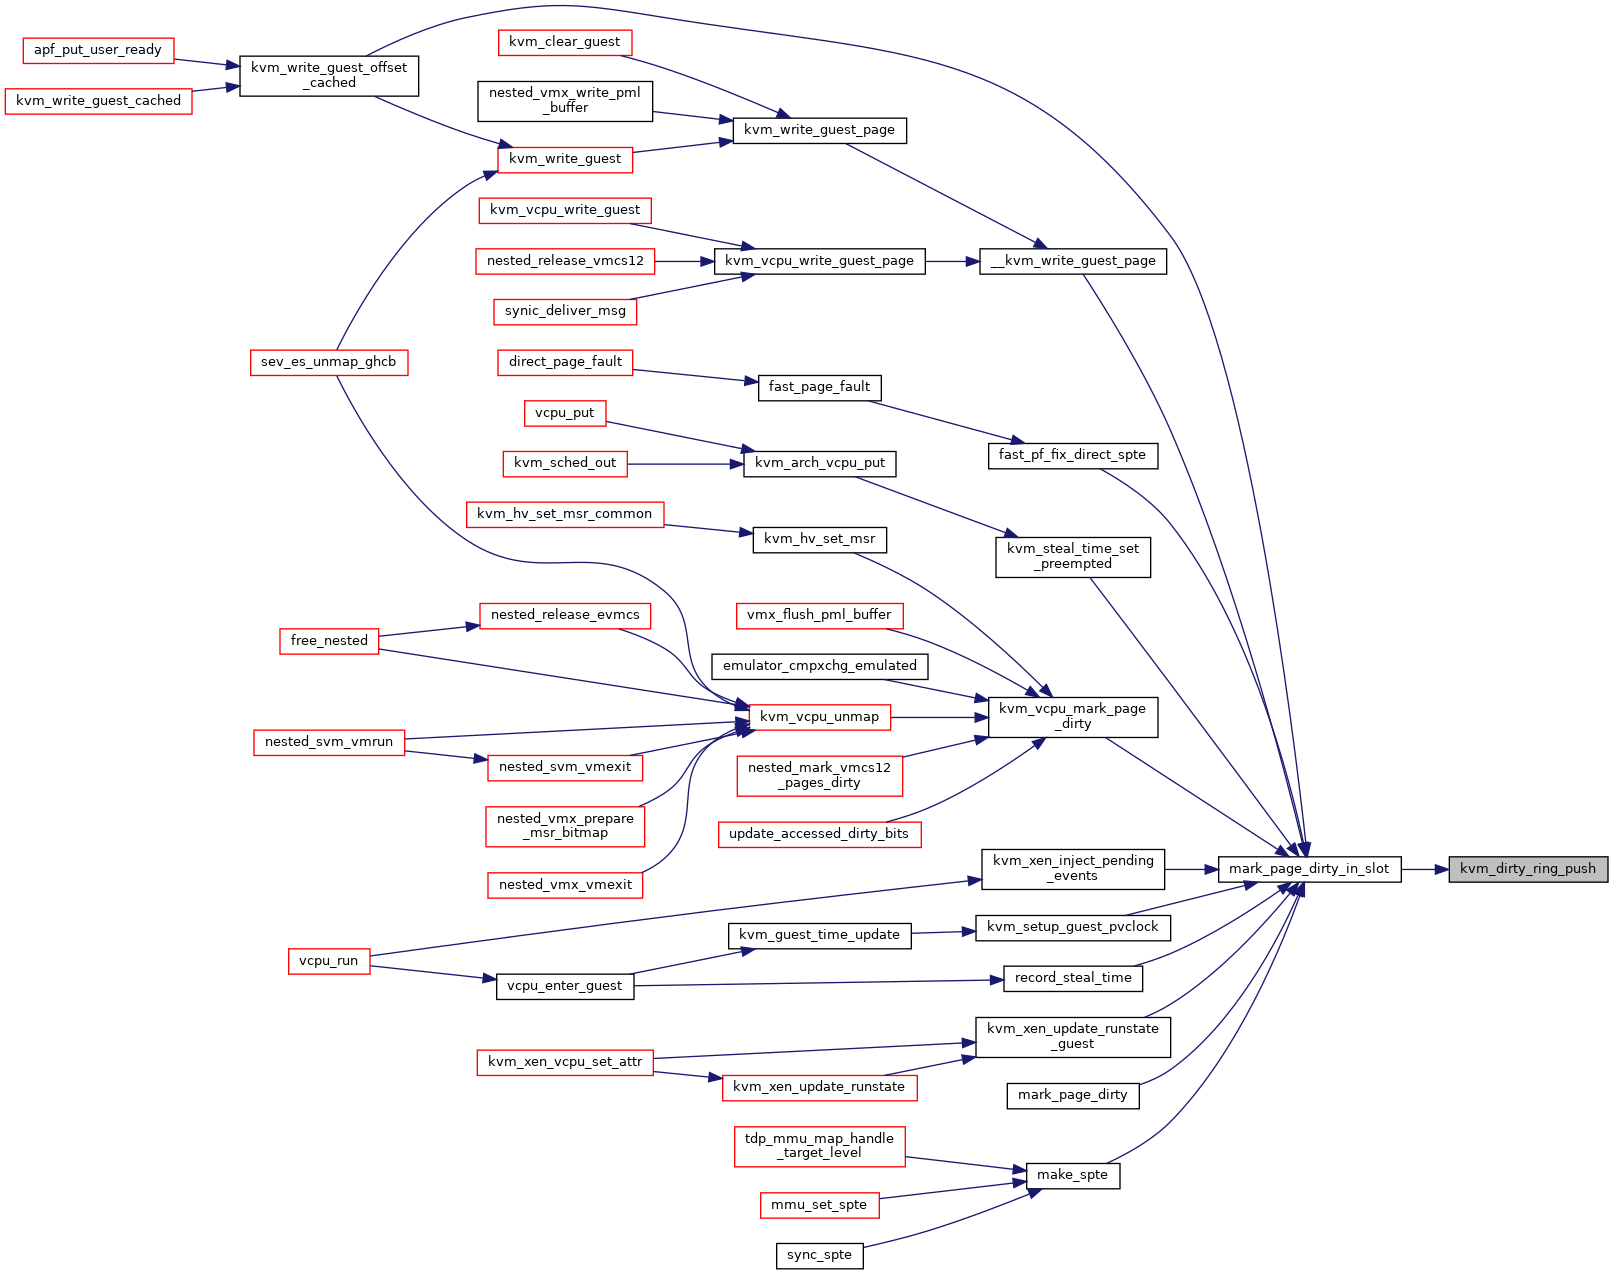 apf_put_user_ready
kvm_write_guest_cached
kvm_write_guest_offset
_cached
kvm_clear_guest
nested_vmx_write_pml
_buffer
kvm_write_guest
kvm_write_guest_page
kvm_vcpu_write_guest
nested_release_vmcs12
synic_deliver_msg
kvm_vcpu_write_guest_page
__kvm_write_guest_page
sev_es_unmap_ghcb
direct_page_fault
fast_page_fault
vcpu_put
kvm_sched_out
kvm_arch_vcpu_put
fast_pf_fix_direct_spte
kvm_hv_set_msr_common
kvm_hv_set_msr
kvm_steal_time_set
_preempted
nested_release_evmcs
free_nested
vmx_flush_pml_buffer
emulator_cmpxchg_emulated
kvm_vcpu_unmap
kvm_vcpu_mark_page
_dirty
nested_svm_vmrun
nested_svm_vmexit
nested_mark_vmcs12
_pages_dirty
nested_vmx_prepare
_msr_bitmap
update_accessed_dirty_bits
nested_vmx_vmexit
kvm_xen_inject_pending
_events
mark_page_dirty_in_slot
kvm_dirty_ring_push
kvm_guest_time_update
kvm_setup_guest_pvclock
vcpu_run
vcpu_enter_guest
record_steal_time
kvm_xen_update_runstate
_guest
kvm_xen_vcpu_set_attr
kvm_xen_update_runstate
mark_page_dirty
tdp_mmu_map_handle
_target_level
make_spte
mmu_set_spte
sync_spte